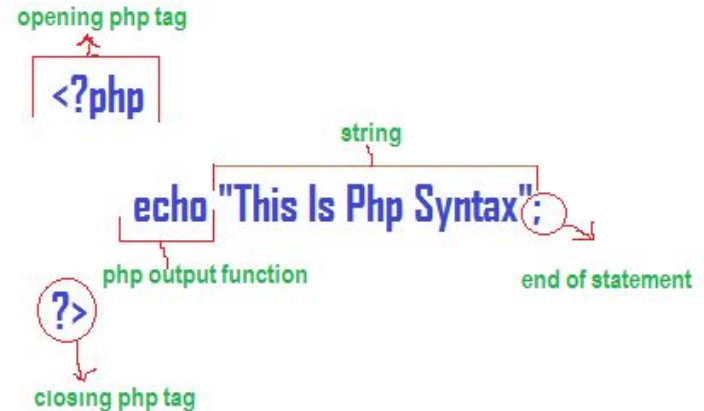 opening php tag
<?php
string
echo "This Is Php Syntax";
php output function
end of statement
?>
closing php tag